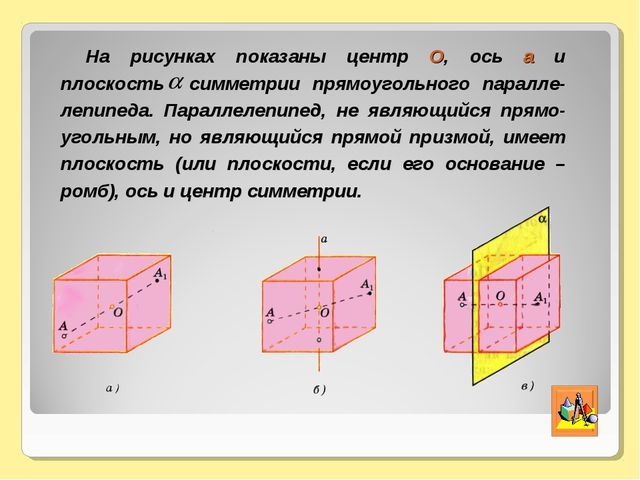 На рисунках показаны центр О, ось а и
плоскость α симметрии прямоугольного паралле-
лепипеда. Параллелепипед, не являющийся прямо-
угольным, но являющийся прямой призмой, имеет
плоскость (или плоскости, если его основание –
ромб), ось и центр симметрии.
A₁
O
A
а)
a
A₁
A
O
б)
α
A O A₁
в)